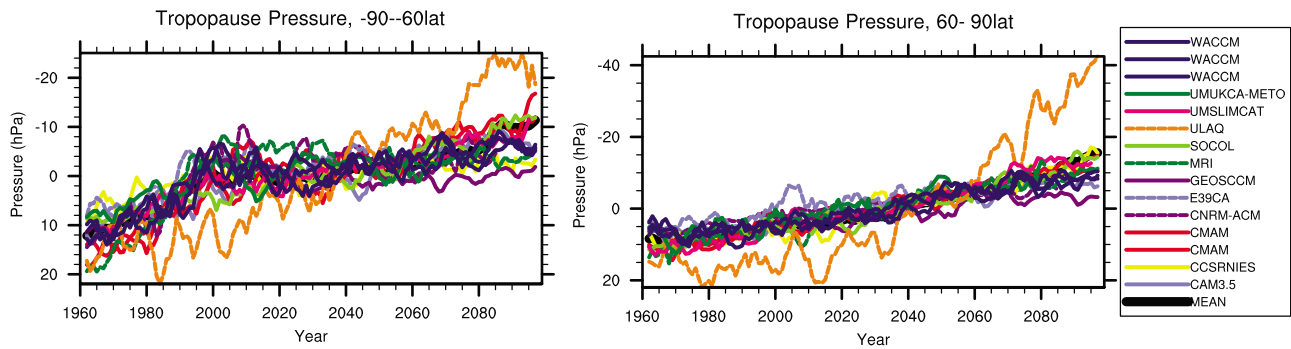 Tropopause Pressure, -90--60lat
-20
-10
0
10
20
Pressure (hPa)
1960 1980 2000 2020 2040 2060 2080
Year
Tropopause Pressure, 60- 90lat
-40
-20
0
20
Pressure (hPa)
1960 1980 2000 2020 2040 2060 2080
Year
WACCM
WACCM
WACCM
UMUKCA-METO
UMSLIMCAT
ULAQ
SOCOL
MRI
GEOSCCM
E39CA
CNRM-ACM
CMAM
CMAM
CCSRNIES
CAM3.5
MEAN